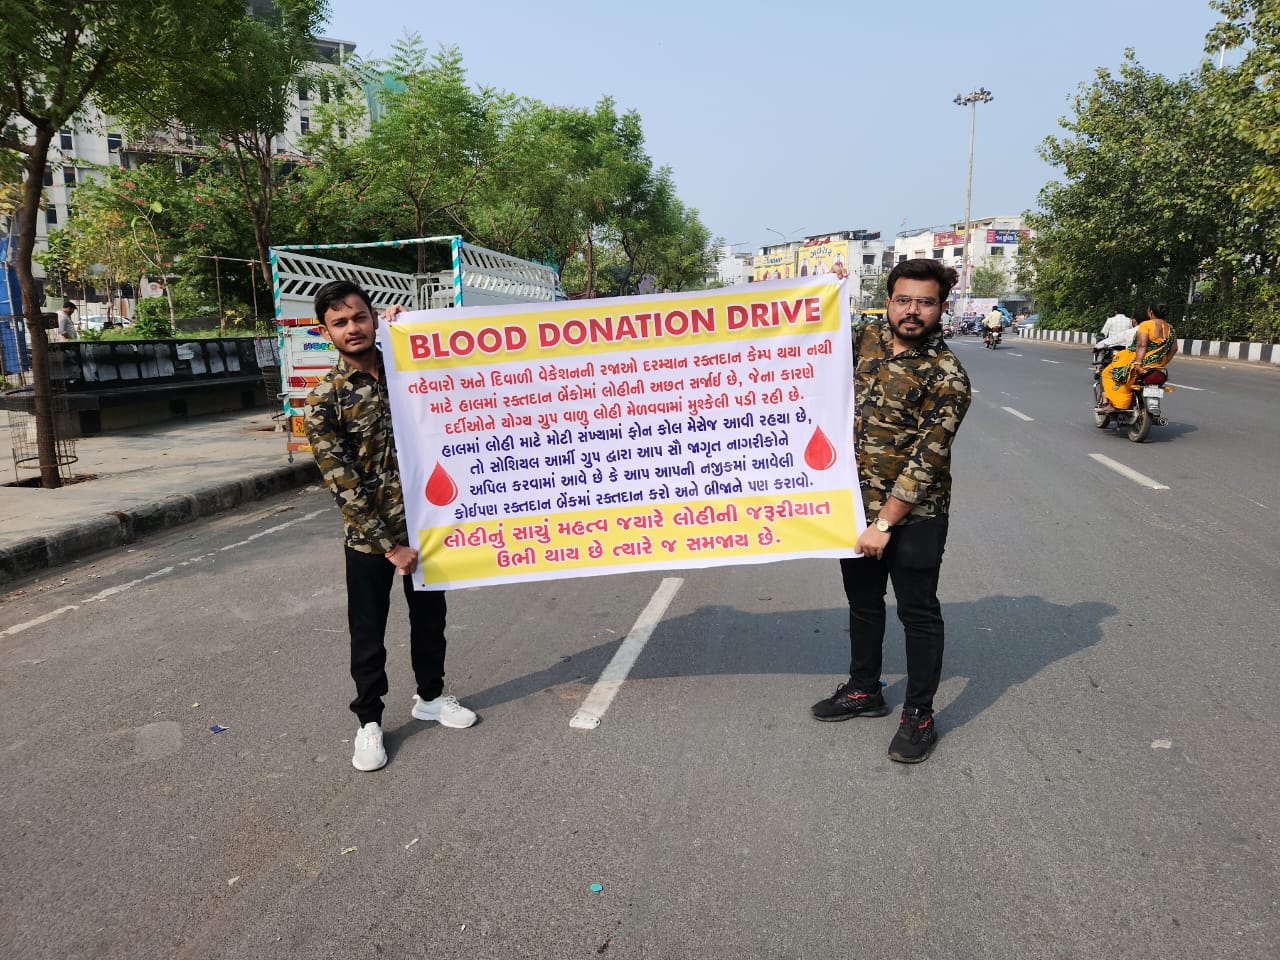 BLOOD DONATION DRIVE
તહેવારો અને દિવાળી વેકેશનની રજાઓ દરમ્યાન રક્તદાન કેમ્પ થયા નથી
માટે હાલમાં રક્તદાન બેંકોમાં લોહીની અછત સર્જાઈ છે, જેના કારણે
દર્દીઓને યોગ્ય ગ્રુપ વાળુ લોહી મેળવવામાં મુશ્કેલી પડી રહી છે.
હાલમાં લોહી માટે મોટી સંખ્યામાં ફોન કોલ મેસેજ આવી રહયા છે,
તો સોશિયલ આર્મી ગ્રુપ દ્વારા આપ સૌ જાગૃત નાગરીકોને
અપિલ કરવામાં આવે છે કે આપ આપની નજીકમાં આવેલી
કોઈપણ રક્તદાન બેંકમાં રક્તદાન કરો અને બીજાને પણ કરાવો.
લોહીનું સાચું મહત્વ જયારે લોહીની જરૂરીયાત
ઉભી થાય છે ત્યારે જ સમજાય છે.